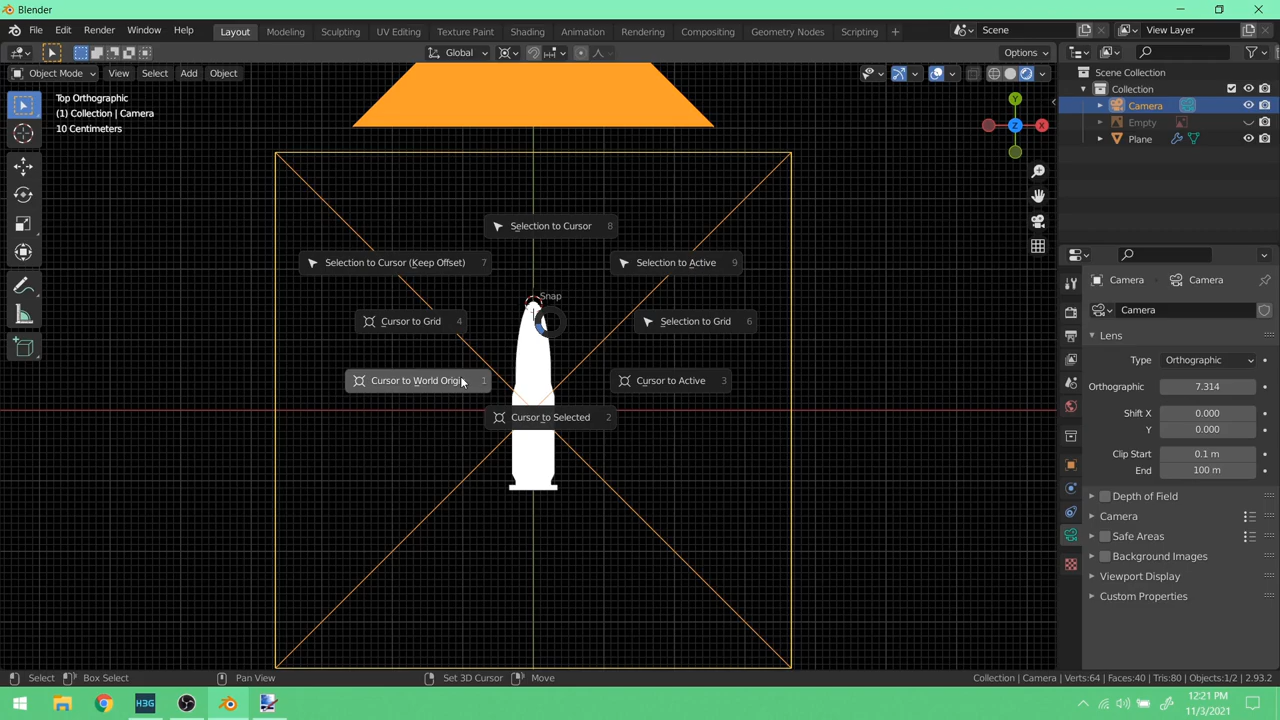 Blender
File Edit Render Window Help
Layout Modeling Sculpting UV Editing Texture Paint Shading Animation Rendering Compositing Geometry Nodes Scripting +
Scene
View Layer
Global
Options
Object Mode View Select Add Object
Top Orthographic
(1) Collection | Camera
10 Centimeters
Scene Collection
Collection
Camera
Empty
Plane
Y
Z
X
Selection to Cursor 8
Selection to Cursor (Keep Offset) 7
Selection to Active 9
Snap
Cursor to Grid 4
Selection to Grid 6
Cursor to World Origi 1
Cursor to Active 3
Cursor to Selected 2
Camera
Camera
Camera
Lens
Type Orthographic
Orthographic 7.314
Shift X 0.000
Y 0.000
Clip Start 0.1 m
End 100 m
Depth of Field
Camera
Safe Areas
Background Images
Viewport Display
Custom Properties
Select Box Select Pan View Set 3D Cursor Move
Collection | Camera | Verts:64 | Faces:40 | Tris:80 | Objects:1/2 | 2.93.2
H3G
12:21 PM
11/3/2021